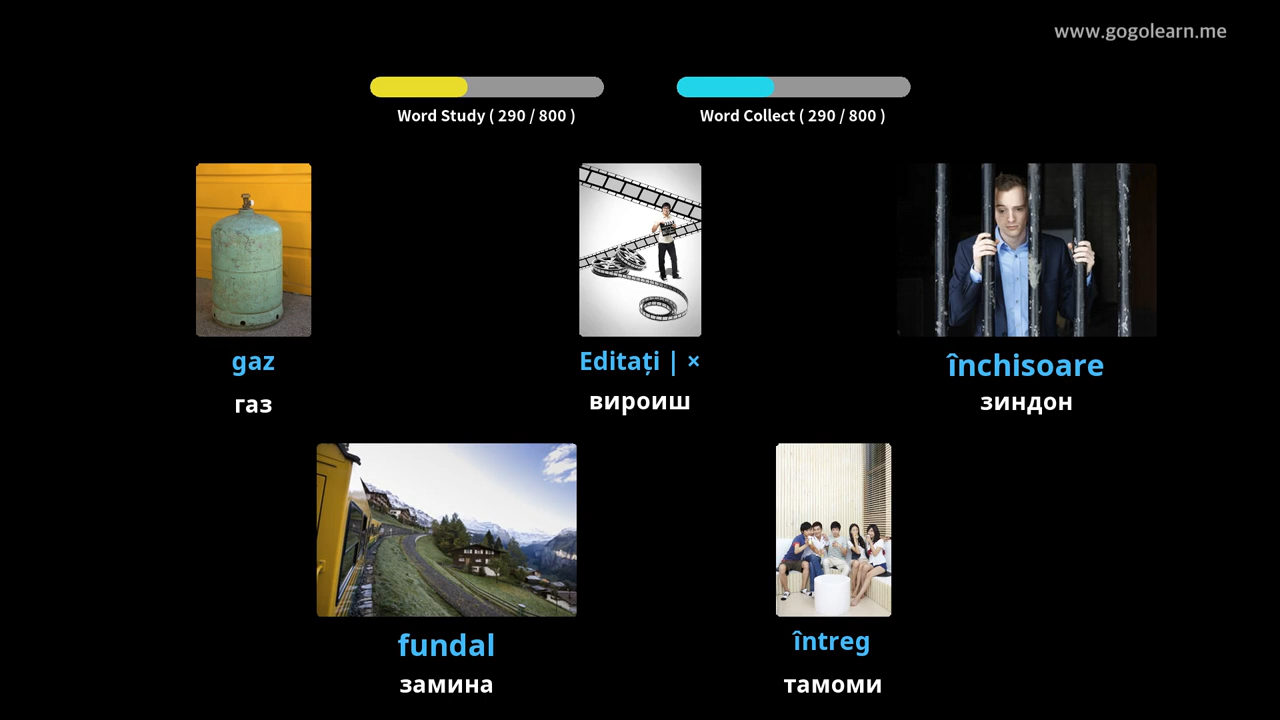 www.gogolearn.me
Word Study ( 290 / 800 )
Word Collect ( 290 / 800 )
gaz
газ
Editați | ×
вироиш
închisoare
зиндон
fundal
замина
întreg
тамоми